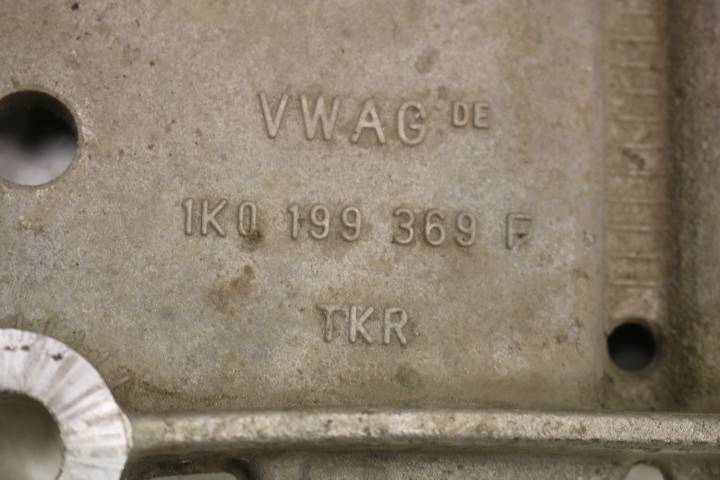 VWAG DE
1K0 199 369 F
TKR